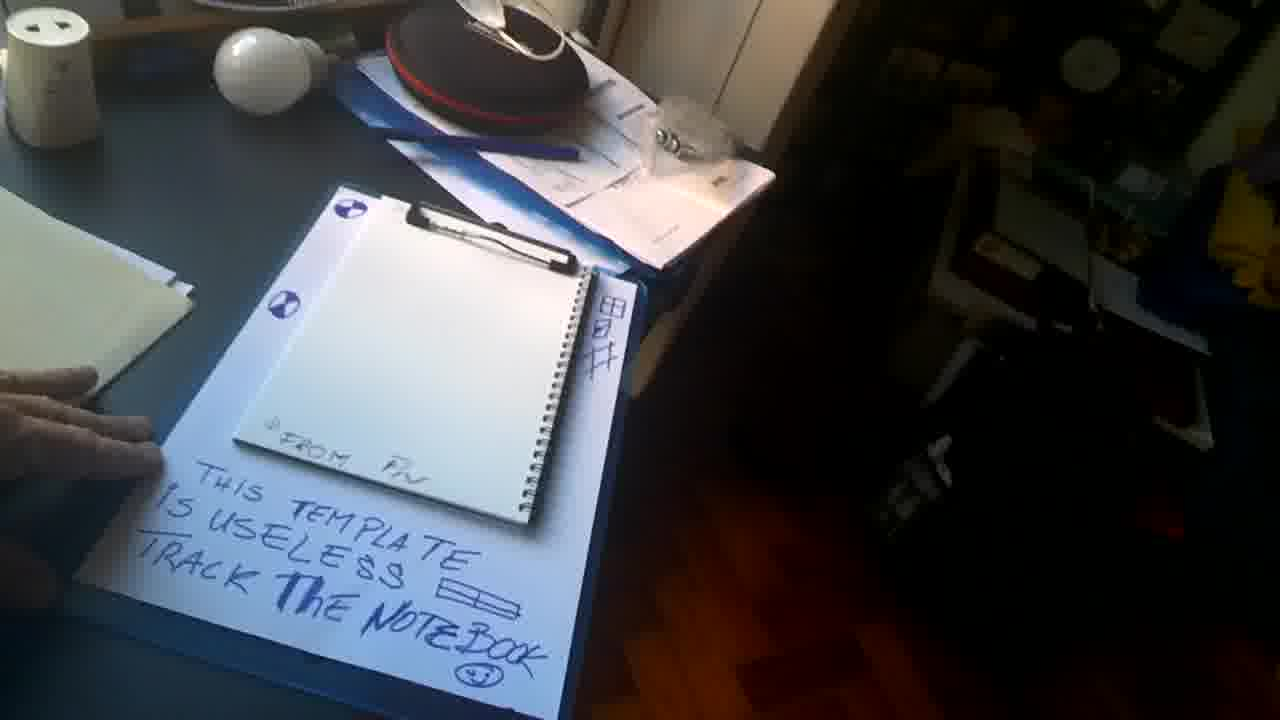 FROM
THIS TEMPLATE
IS USELESS
TRACK THE NOTEBOOK